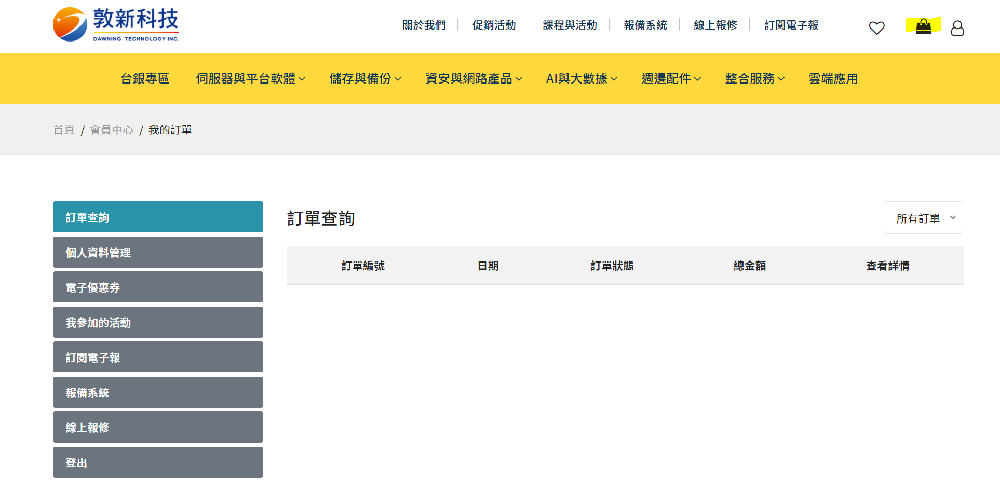 敦新科技
DAWNING TECHNOLOGY INC.
關於我們 促銷活動 課程與活動 報備系統 線上報修 訂閱電子報
台銀專區 伺服器與平台軟體 儲存與備份 資安與網路產品 AI與大數據 週邊配件 整合服務 雲端應用
首頁 / 會員中心 / 我的訂單
訂單查詢
個人資料管理
電子優惠券
我參加的活動
訂閱電子報
報備系統
線上報修
登出
訂單查詢
所有訂單
訂單編號 日期 訂單狀態 總金額 查看詳情